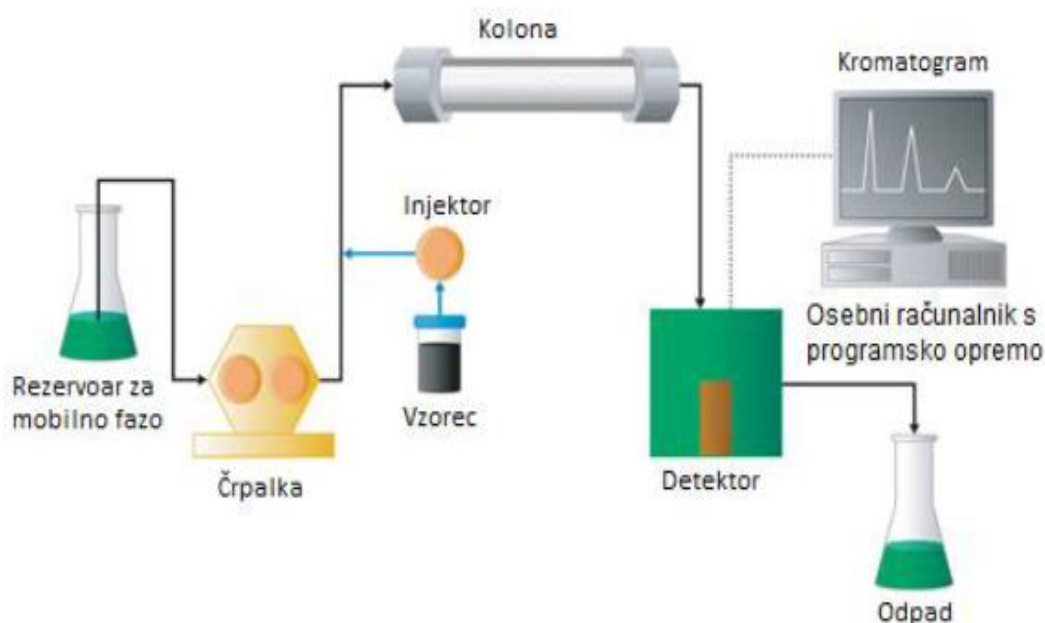 Kolona
Kromatogram
Injektor
Osebni računalnik s
programsko opremo
Rezervoar za
mobilno fazo
Vzorec
Črpalka
Detektor
Odpad